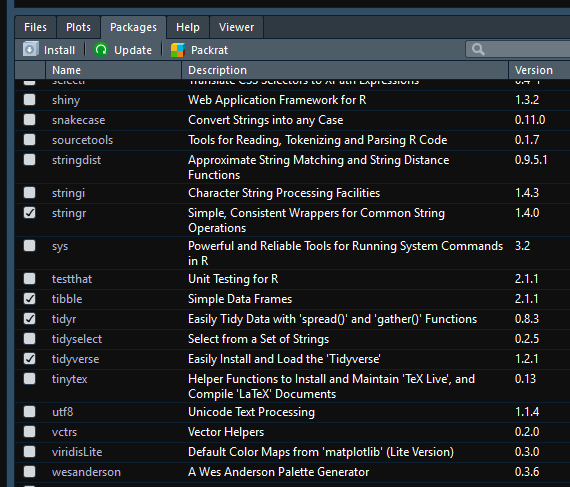 Files Plots Packages Help Viewer
Install Update Packrat
Name Description Version
shiny Web Application Framework for R 1.3.2
snakecase Convert Strings into any Case 0.11.0
sourcetools Tools for Reading, Tokenizing and Parsing R Code 0.1.7
stringdist Approximate String Matching and String Distance 0.9.5.1
Functions
stringi Character String Processing Facilities 1.4.3
stringr Simple, Consistent Wrappers for Common String 1.4.0
Operations
sys Powerful and Reliable Tools for Running System Commands 3.2
in R
testthat Unit Testing for R 2.1.1
tibble Simple Data Frames 2.1.1
tidyr Easily Tidy Data with 'spread()' and 'gather()' Functions 0.8.3
tidyselect Select from a Set of Strings 0.2.5
tidyverse Easily Install and Load the 'Tidyverse' 1.2.1
tinytex Helper Functions to Install and Maintain 'TeX Live', and 0.13
Compile 'LaTeX' Documents
utf8 Unicode Text Processing 1.1.4
vctrs Vector Helpers 0.2.0
viridisLite Default Color Maps from 'matplotlib' (Lite Version) 0.3.0
wesanderson A Wes Anderson Palette Generator 0.3.6